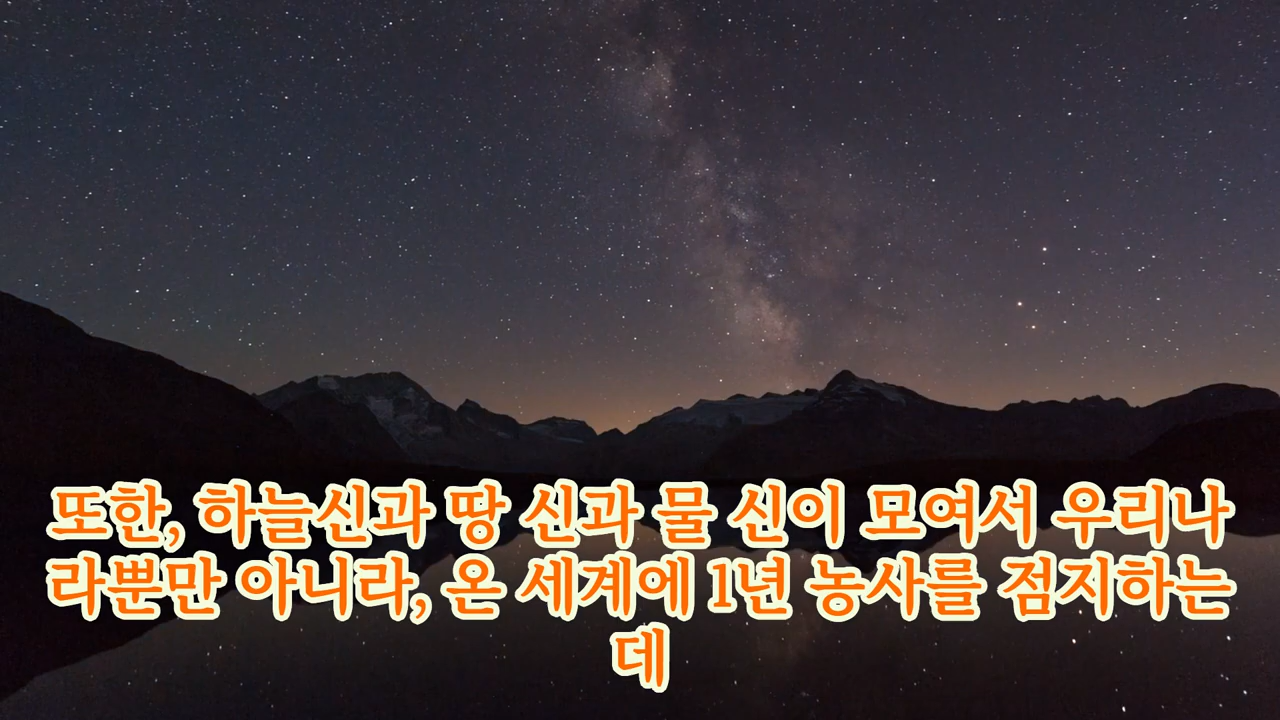 또한, 하늘신과 땅 신과 물 신이 모여서 우리나
라뿐만 아니라, 온 세계에 1년 농사를 점지하는
데